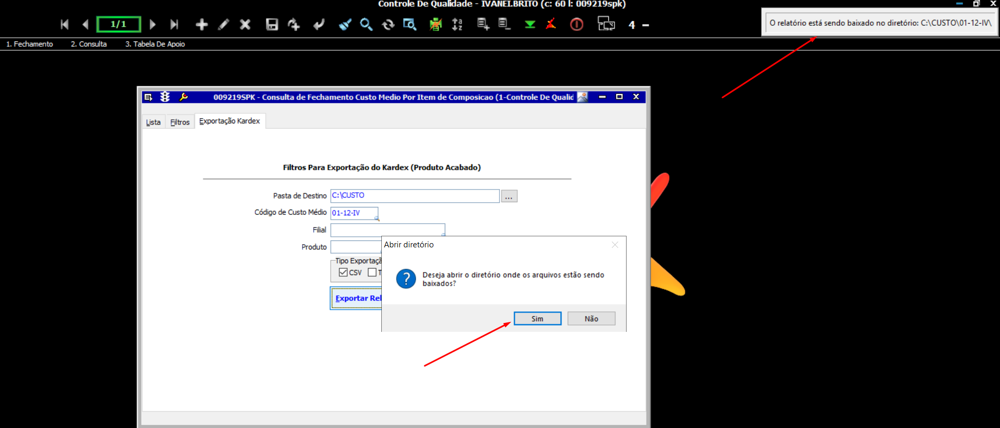 Controle De Qualidade - IVANEI.BRITO (c: 60 l: 009219spk)
1/1
4
O relatório está sendo baixado no diretório: C:\CUSTO\01-12-IV\
1. Fechamento 2. Consulta 3. Tabela De Apoio
009219SPK - Consulta de Fechamento Custo Medio Por Item de Composicao (1-Controle De Qualid
Lista Filtros Exportação Kardex
Filtros Para Exportação do Kardex (Produto Acabado)
Pasta de Destino C:\CUSTO ...
Código de Custo Médio 01-12-IV
Filial
Produto
Tipo Exportaçã
CSV T
Exportar Rel
Abrir diretório
Deseja abrir o diretório onde os arquivos estão sendo
baixados?
Sim Não